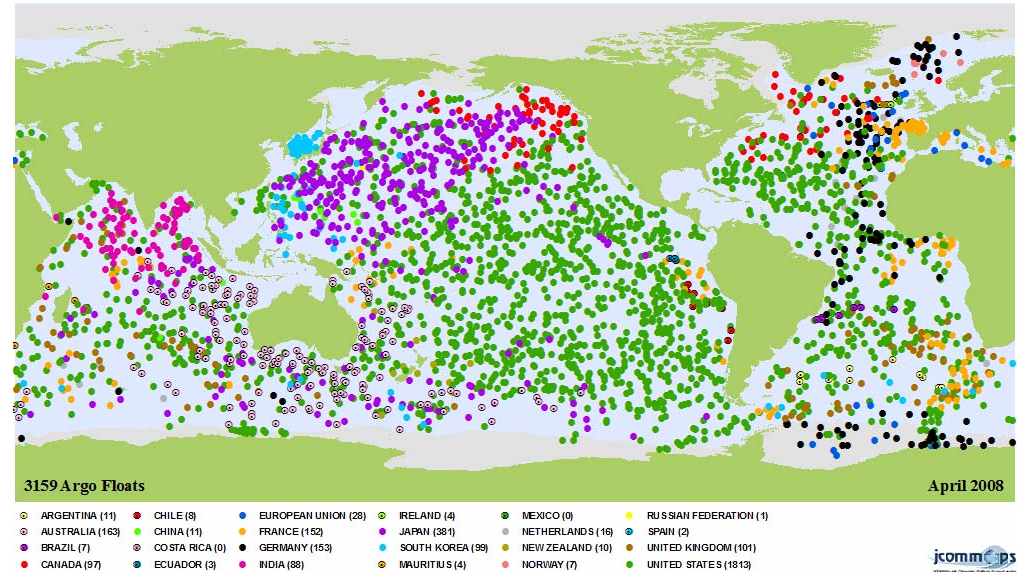 3159 Argo Floats
April 2008
ARGENTINA (11) CHILE (8) EUROPEAN UNION (28) IRELAND (4) MEXICO (0) RUSSIAN FEDERATION (1)
AUSTRALIA (163) CHINA (11) FRANCE (152) JAPAN (381) NETHERLANDS (16) SPAIN (2)
BRAZIL (7) COSTA RICA (0) GERMANY (153) SOUTH KOREA (99) NEW ZEALAND (10) UNITED KINGDOM (101)
CANADA (97) ECUADOR (3) INDIA (88) MAURITIUS (4) NORWAY (7) UNITED STATES (1813)
jcommops